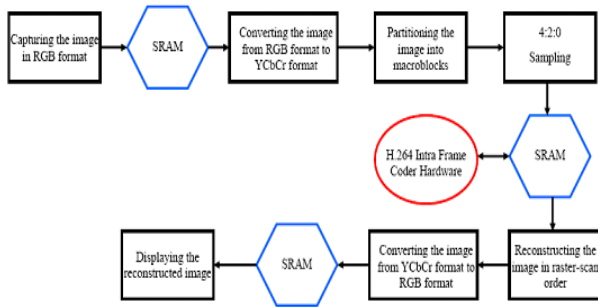 Capturing the image
in RGB format
SRAM
Converting the image
from RGB format to
YCbCr format
Partitioning the
image into
macroblocks
4:2:0
Sampling
H.264 Intra Frame
Coder Hardware
SRAM
Displaying the
reconstructed image
SRAM
Converting the image
from YCbCr format to
RGB format
Reconstructing the
image in raster-scan
order